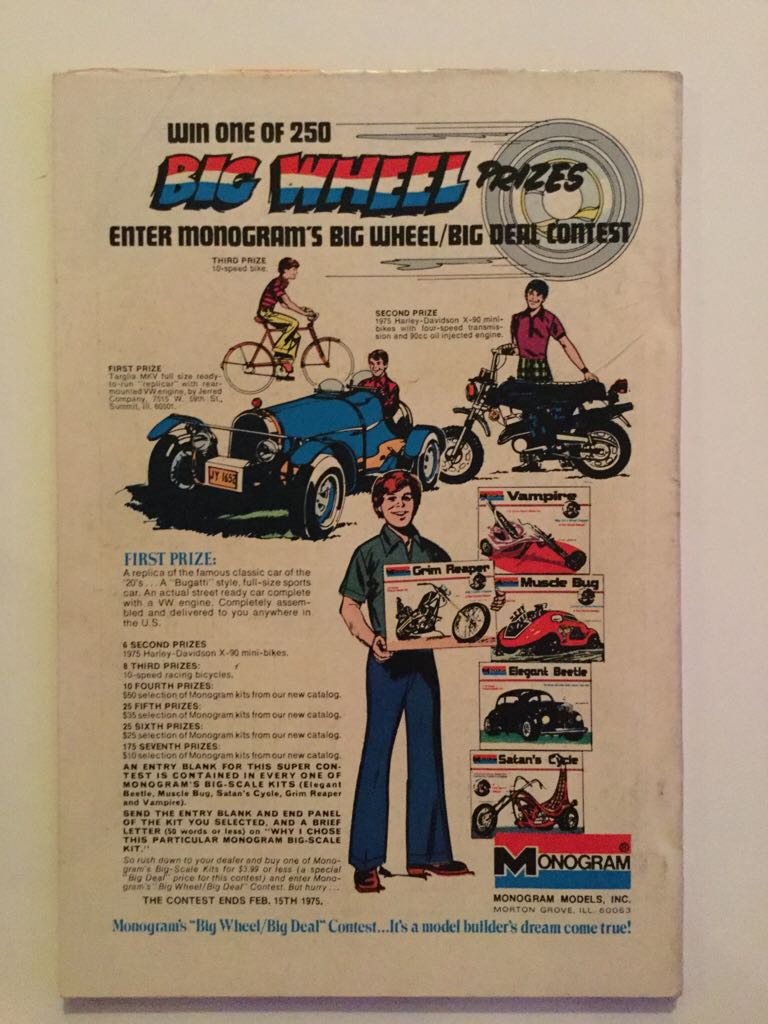 WIN ONE OF 250
BIG WHEEL PRIZES
ENTER MONOGRAM'S BIG WHEEL/BIG DEAL CONTEST
THIRD PRIZE
10-speed bike.
SECOND PRIZE
1975 Harley-Davidson X-90 mini-
bikes with four-speed transmis-
sion and 90cc oil injected engine.
FIRST PRIZE
Targlia MKV full size ready-
to-run "replicar" with rear-
mounted VW engine, by Jerred
Company, 7515 W. 59th St.,
Summit, Ill. 60501.
FIRST PRIZE:
A replica of the famous classic car of the
'20's... A "Bugatti" style, full-size sports
car. An actual street ready car complete
with a VW engine. Completely assem-
bled and delivered to you anywhere in
the U.S.
6 SECOND PRIZES
1975 Harley-Davidson X-90 mini-bikes.
8 THIRD PRIZES:
10-speed racing bicycles.
10 FOURTH PRIZES:
$50 selection of Monogram kits from our new catalog.
25 FIFTH PRIZES:
$35 selection of Monogram kits from our new catalog.
25 SIXTH PRIZES:
$25 selection of Monogram kits from our new catalog.
175 SEVENTH PRIZES:
$10 selection of Monogram kits from our new catalog.
AN ENTRY BLANK FOR THIS SUPER CON-
TEST IS CONTAINED IN EVERY ONE OF
MONOGRAM'S BIG-SCALE KITS (Elegant
Beetle, Muscle Bug, Satan's Cycle, Grim Reaper
and Vampire).
SEND THE ENTRY BLANK AND END PANEL
OF THE KIT YOU SELECTED, AND A BRIEF
LETTER (50 words or less) on "WHY I CHOSE
THIS PARTICULAR MONOGRAM BIG-SCALE
KIT."
So rush down to your dealer and buy one of Mono-
gram's Big-Scale Kits for $3.99 or less (a special
"Big Deal" price for this contest) and enter Mono-
gram's "Big Wheel/Big Deal" Contest. But hurry...
THE CONTEST ENDS FEB. 15TH 1975.
JY 1652
Vampire
Grim Reaper
Muscle Bug
Elegant Beetle
Satan's Cycle
MONOGRAM®
MONOGRAM MODELS, INC.
MORTON GROVE, ILL. 60053
Monogram's "Big Wheel/Big Deal" Contest...It's a model builder's dream come true!